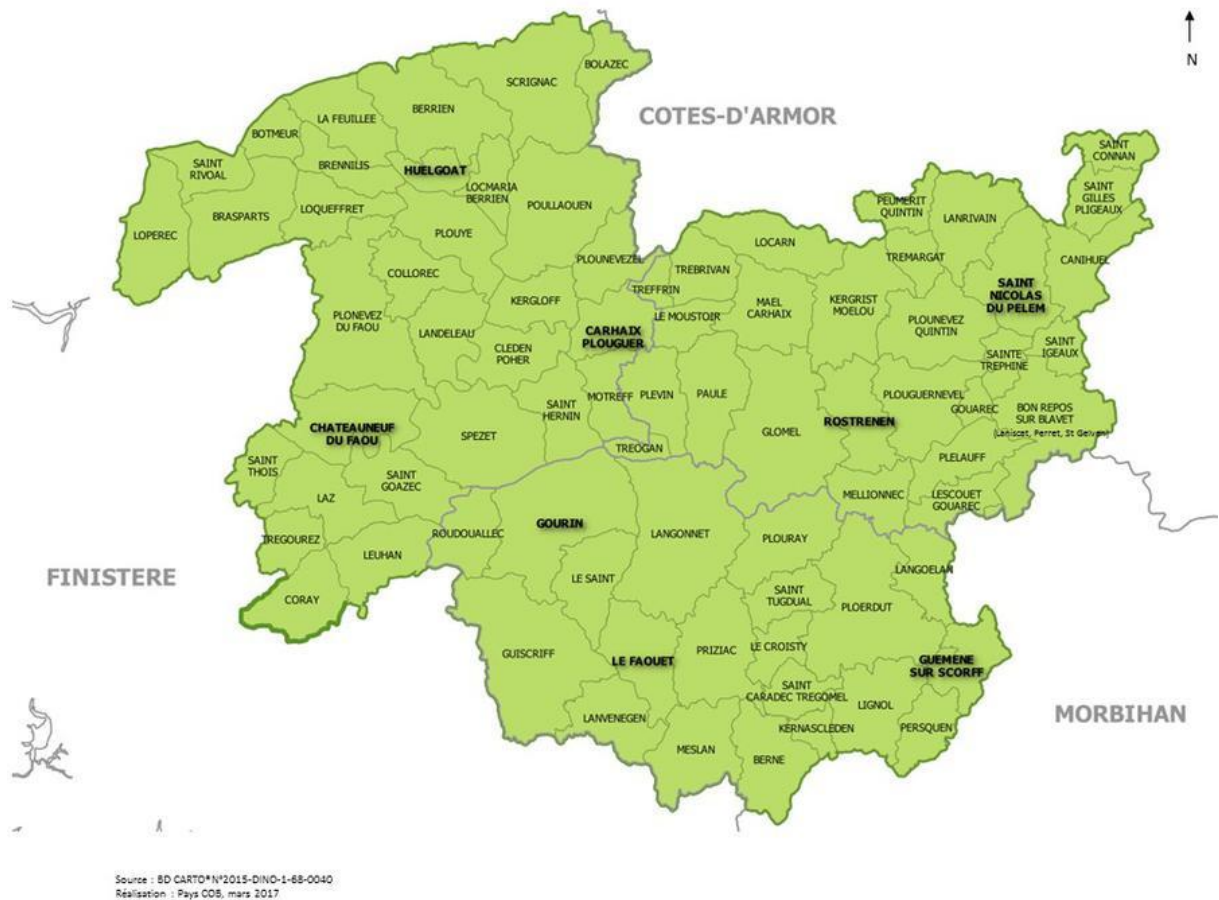 N
BOLAZEC
SCRIGNAC
BERRIEN
COTES-D'ARMOR
LA FEUILLEE
BOTMEUR
SAINT
CONNAN
SAINT
RIVOAL
BRENNILIS
HUELGOAT
LOCMARIA
BERRIEN
POULLAOUEN
SAINT
GILLES
PLIGEAUX
PEUMERIT
QUINTIN
LANRIVAIN
BRASPARTS
LOQUEFFRET
LOPEREC
PLOUYE
LOCARN
TREMARGAT
CANIHUEL
PLOUNEVEZEL
COLLOREC
TREBRIVAN
TREFFRIN
SAINT
NICOLAS
DU PELEM
KERGLOFF
MAEL
CARHAIX
KERGRIST
MOELOU
PLONEVEZ
DU FAOU
LE MOUSTOIR
PLOUNEVEZ
QUINTIN
LANDELEAU
CARHAIX
PLOUGUER
CLEDEN
POHER
SAINT
IGEAUX
SAINTE
TREPHINE
MOTREFF
PLEVIN
PAULE
PLOUGUERNEVEL
SAINT
HERNIN
GOUAREC
BON REPOS
SUR BLAVET
(Laniscat, Perret, St Gelven)
ROSTRENEN
CHATEAUNEUF
DU FAOU
SPEZET
GLOMEL
TREOGAN
PLELAUFF
SAINT
THOIS
SAINT
GOAZEC
LAZ
MELLIONNEC
LESCOUET
GOUAREC
GOURIN
ROUDOUALLEC
LANGONNET
TREGOUREZ
PLOURAY
LEUHAN
LANGOELAN
FINISTERE
LE SAINT
CORAY
SAINT
TUGDUAL
PLOERDUT
LE CROISTY
PRIZIAC
GUISCRIFF
LE FAOUET
GUEMENE
SUR SCORFF
SAINT
CARADEC TREGOMEL
LIGNOL
MORBIHAN
LANVENEGEN
KERNASCLEDEN
PERSQUEN
MESLAN
BERNE
Source : BD CARTO®N°2015-DINO-1-68-0040
Réalisation : Pays COB, mars 2017